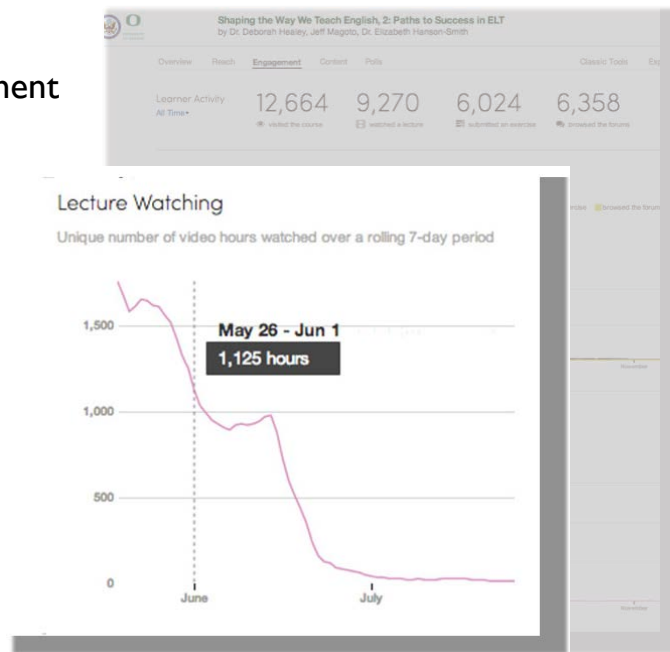 Shaping the Way We Teach English, 2: Paths to Success in ELT
by Dr. Deborah Healey, Jeff Magoto, Dr. Elizabeth Hanson-Smith
Overview Reach Engagement Content Polls Classic Tools
Learner Activity
All Time
12,664 9,270 6,024 6,358
visited the course watched a lecture submitted an exercise browsed the forums
Lecture Watching
Unique number of video hours watched over a rolling 7-day period
browsed the forum
1,500
May 26 - Jun 1
1,125 hours
November
1,000
500
0
June July
November